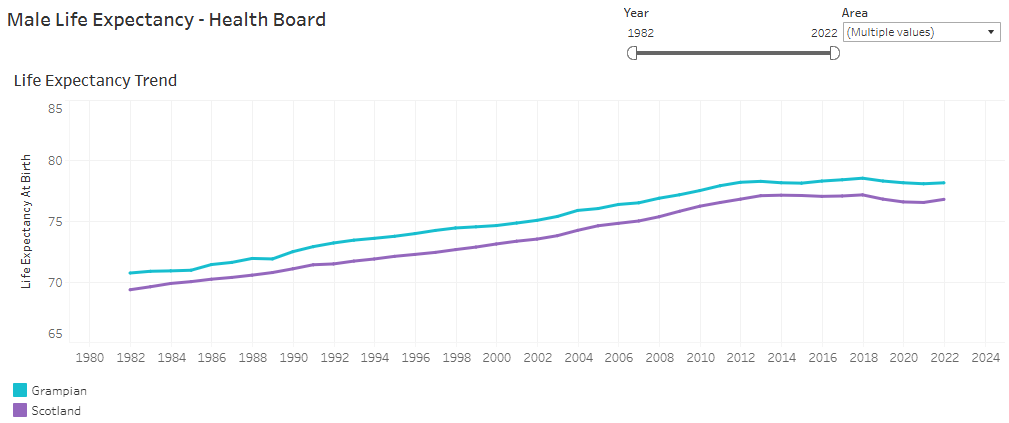 Male Life Expectancy - Health Board
Year
1982 2022
Area
(Multiple values)
Life Expectancy Trend
Life Expectancy At Birth
85
80
75
70
65
1980 1982 1984 1986 1988 1990 1992 1994 1996 1998 2000 2002 2004 2006 2008 2010 2012 2014 2016 2018 2020 2022 2024
Grampian
Scotland